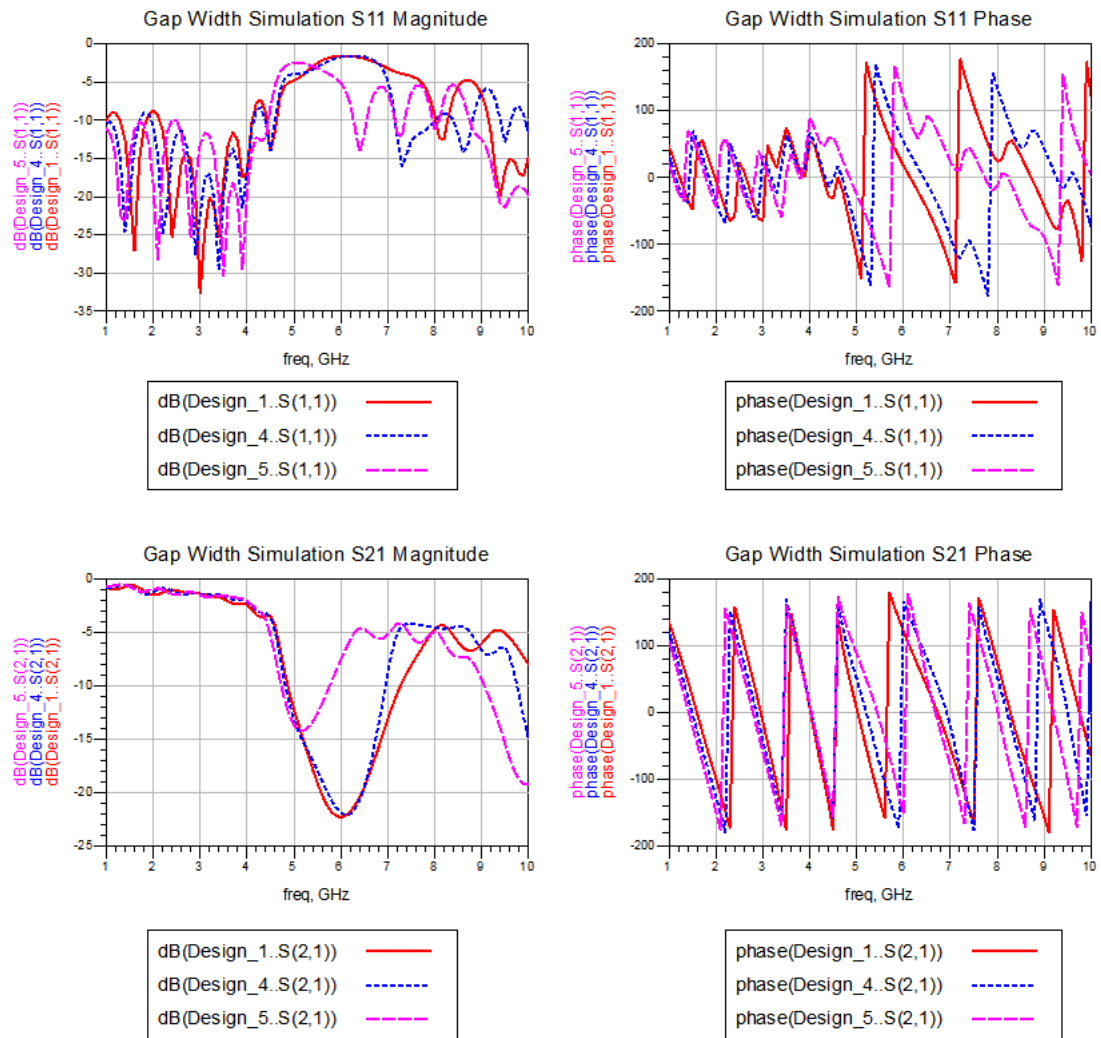 Gap Width Simulation S11 Magnitude
dB(Design_5..S(1,1))
dB(Design_4..S(1,1))
dB(Design_1..S(1,1))
0
-5
-10
-15
-20
-25
-30
-35
1 2 3 4 5 6 7 8 9 10
freq, GHz
dB(Design_1..S(1,1))
dB(Design_4..S(1,1))
dB(Design_5..S(1,1))
Gap Width Simulation S11 Phase
phase(Design_5..S(1,1))
phase(Design_4..S(1,1))
phase(Design_1..S(1,1))
200
100
0
-100
-200
1 2 3 4 5 6 7 8 9 10
freq, GHz
phase(Design_1..S(1,1))
phase(Design_4..S(1,1))
phase(Design_5..S(1,1))
Gap Width Simulation S21 Magnitude
dB(Design_5..S(2,1))
dB(Design_4..S(2,1))
dB(Design_1..S(2,1))
0
-5
-10
-15
-20
-25
1 2 3 4 5 6 7 8 9 10
freq, GHz
dB(Design_1..S(2,1))
dB(Design_4..S(2,1))
dB(Design_5..S(2,1))
Gap Width Simulation S21 Phase
phase(Design_5..S(2,1))
phase(Design_4..S(2,1))
phase(Design_1..S(2,1))
200
100
0
-100
-200
1 2 3 4 5 6 7 8 9 10
freq, GHz
phase(Design_1..S(2,1))
phase(Design_4..S(2,1))
phase(Design_5..S(2,1))